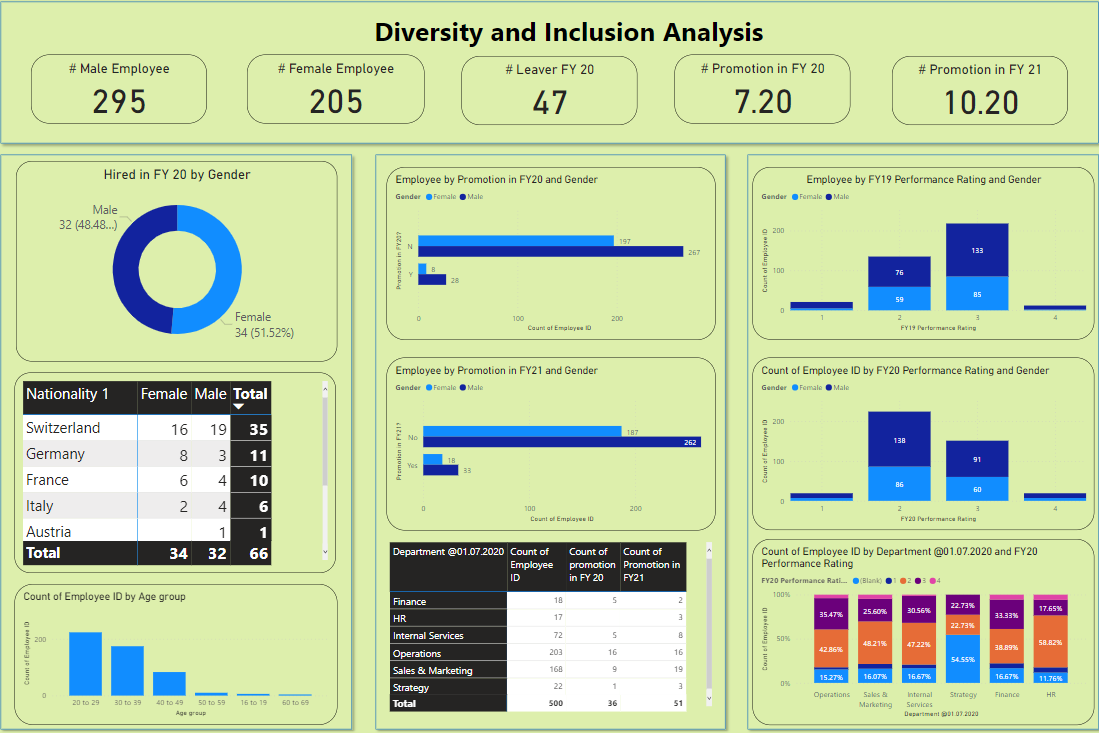 Diversity and Inclusion Analysis
# Male Employee
295
# Female Employee
205
# Leaver FY 20
47
# Promotion in FY 20
7.20
# Promotion in FY 21
10.20
Hired in FY 20 by Gender
Male
32 (48.48...)
Female
34 (51.52%)
Nationality 1 Female Male Total
Switzerland 16 19 35
Germany 8 3 11
France 6 4 10
Italy 2 4 6
Austria 1 1
Total 34 32 66
Count of Employee ID by Age group
Count of Employee ID
200
0
20 to 29 30 to 39 40 to 49 50 to 59 16 to 19 60 to 69
Age group
Employee by Promotion in FY20 and Gender
Gender Female Male
Promotion in FY20?
N 197
267
Y 8
28
0 100 200
Count of Employee ID
Employee by Promotion in FY21 and Gender
Gender Female Male
Promotion in FY21?
No 187
262
Yes 18
33
0 100 200
Count of Employee ID
Department @01.07.2020 Count of Employee ID Count of promotion in FY 20 Count of Promotion in FY21
Finance 18 5 2
HR 17 3
Internal Services 72 5 8
Operations 203 16 16
Sales & Marketing 168 9 19
Strategy 22 1 3
Total 500 36 51
Employee by FY19 Performance Rating and Gender
Gender Female Male
Count of Employee ID
200
100
0
76 133
59 85
1 2 3 4
FY19 Performance Rating
Count of Employee ID by FY20 Performance Rating and Gender
Gender Female Male
Count of Employee ID
200
100
0
138 91
86 60
1 2 3 4
FY20 Performance Rating
Count of Employee ID by Department @01.07.2020 and FY20
Performance Rating
FY20 Performance Rati... (Blank) 1 2 3 4
Count of Employee ID
100%
50%
0%
35.47% 25.60% 30.56% 22.73% 33.33% 17.65%
42.86% 48.21% 47.22% 22.73% 38.89% 58.82%
15.27% 16.07% 16.67% 54.55% 16.67% 11.76%
Operations Sales & Marketing Internal Services Strategy Finance HR
Department @01.07.2020